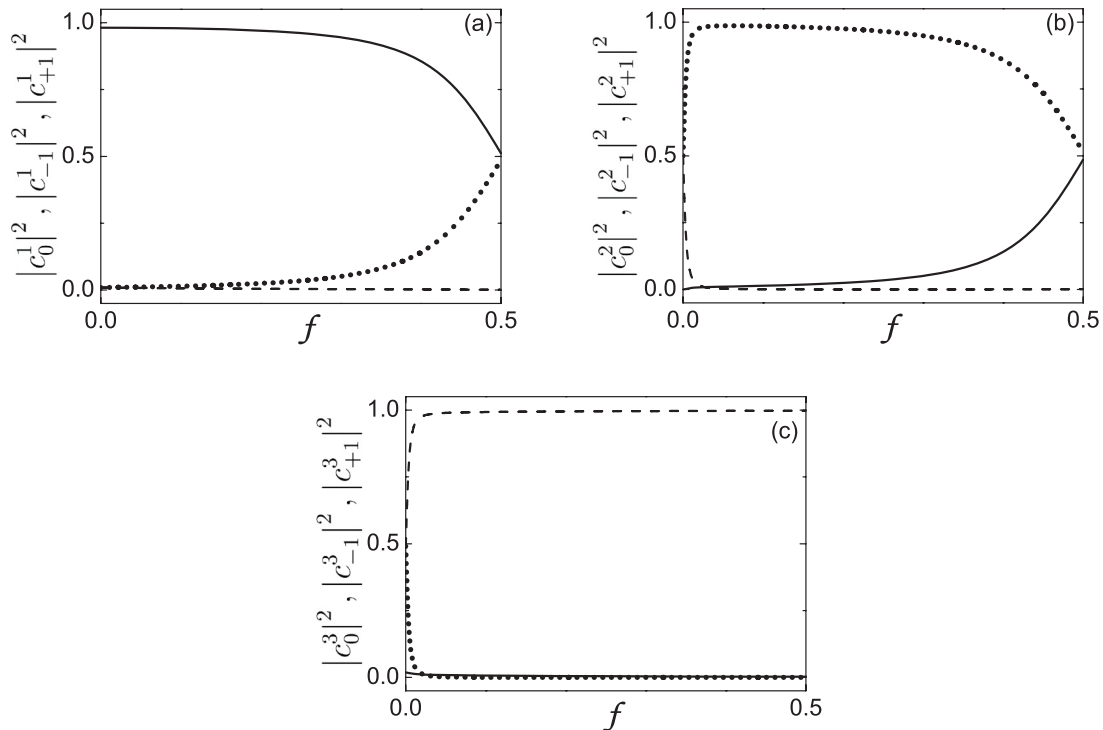 (a)
|c_0^1|^2 , |c_{-1}^1|^2 , |c_{+1}^1|^2
1.0
0.5
0.0
0.0 0.5
f
(b)
|c_0^2|^2 , |c_{-1}^2|^2 , |c_{+1}^2|^2
1.0
0.5
0.0
0.0 0.5
f
(c)
|c_0^3|^2 , |c_{-1}^3|^2 , |c_{+1}^3|^2
1.0
0.5
0.0
0.0 0.5
f